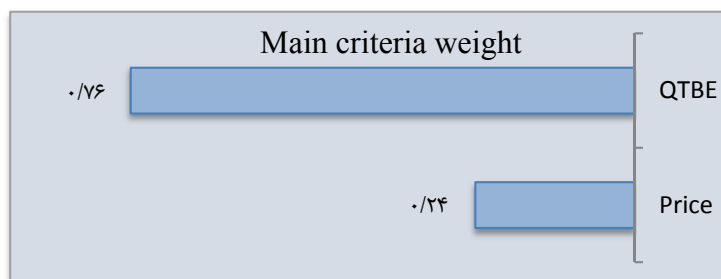 Main criteria weight
۰/۷۶ QTBE
۰/۲۴ Price